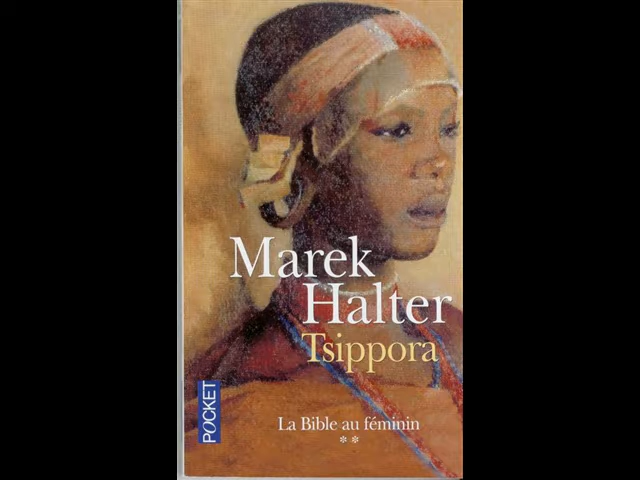 Marek
Halter
Tsippora
POCKET
La Bible au féminin
**